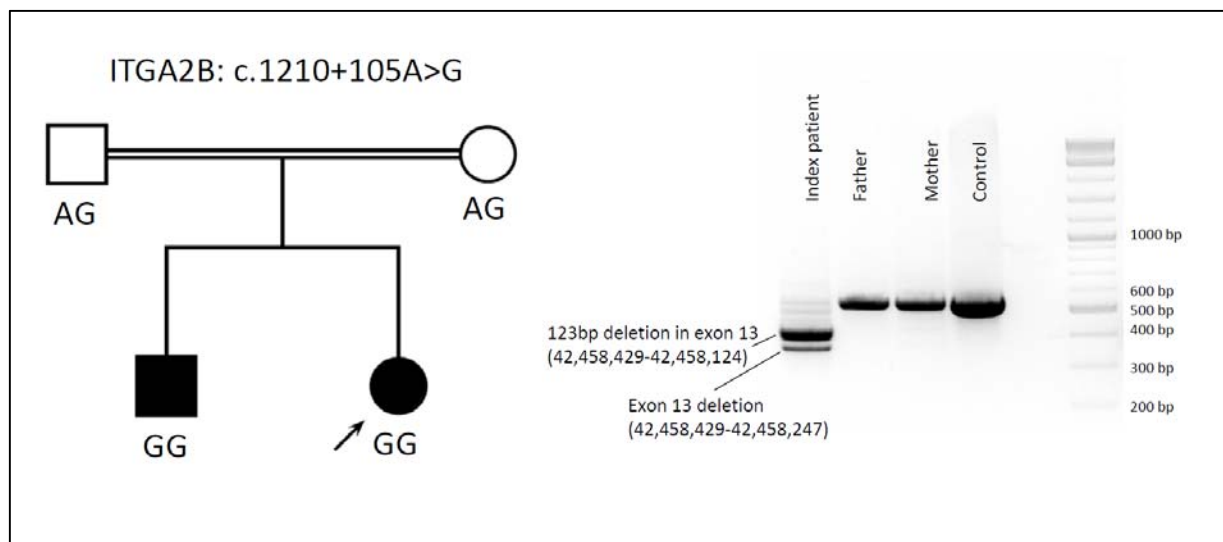 ITGA2B: c.1210+105A>G
AG
AG
GG
GG
Index patient
Father
Mother
Control
1000 bp
600 bp
500 bp
400 bp
300 bp
200 bp
123bp deletion in exon 13
(42,458,429-42,458,124)
Exon 13 deletion
(42,458,429-42,458,247)